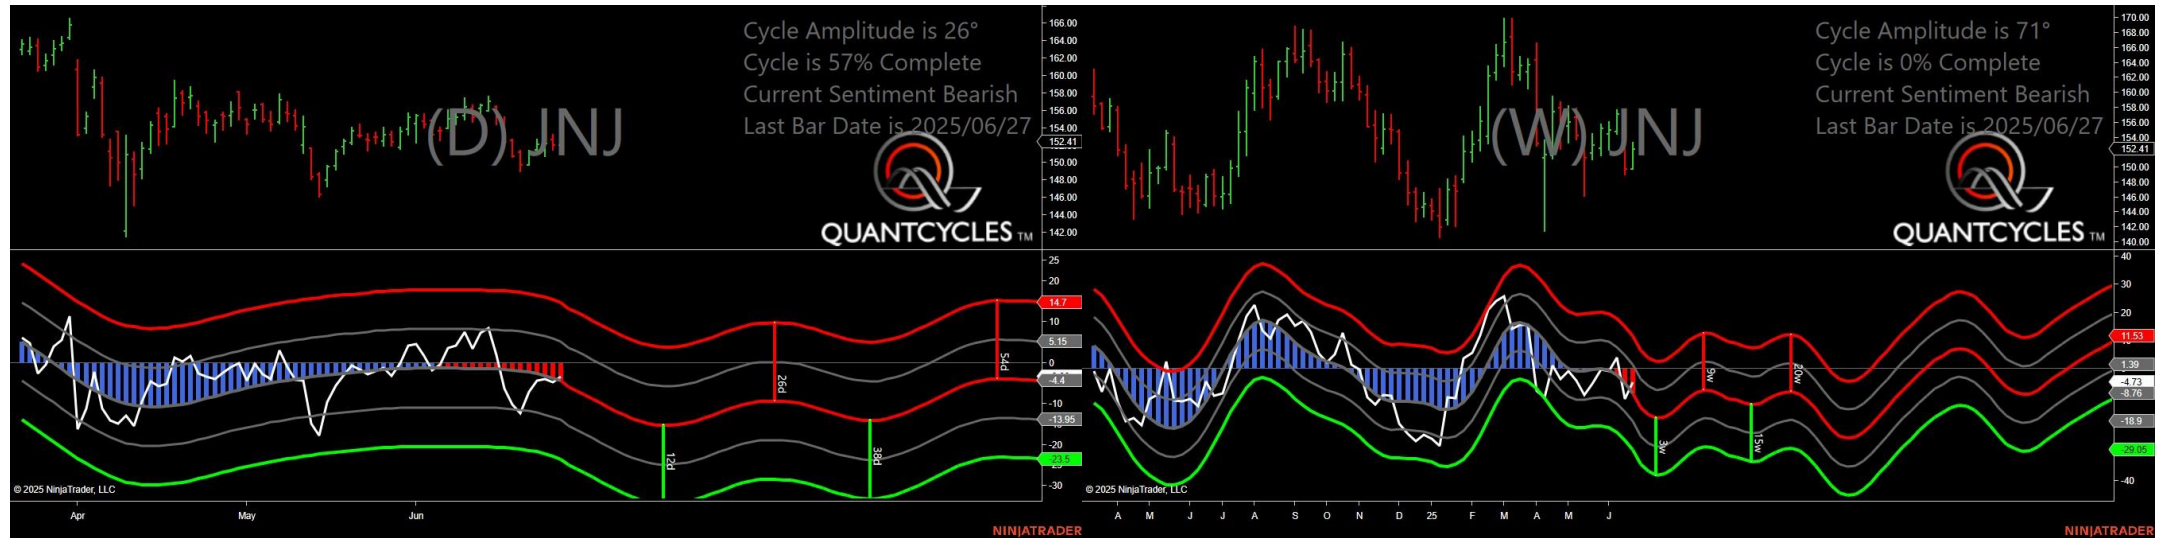 Cycle Amplitude is 26°
Cycle is 57% Complete
Current Sentiment Bearish
Last Bar Date is 2025/06/27
(D) JNJ
QUANTCYCLES TM
166.00
164.00
162.00
160.00
158.00
156.00
154.00
152.41
150.00
148.00
146.00
144.00
142.00
25
20
14.7
10
5.15
0
-4.4
-10
-13.95
-20
-23.5
-30
12d
26d
38d
54d
© 2025 NinjaTrader, LLC
Apr May Jun
NINJATRADER
Cycle Amplitude is 71°
Cycle is 0% Complete
Current Sentiment Bearish
Last Bar Date is 2025/06/27
(W) JNJ
QUANTCYCLES TM
170.00
168.00
166.00
164.00
162.00
160.00
158.00
156.00
154.00
152.41
150.00
148.00
146.00
144.00
142.00
140.00
40
30
20
11.53
1.39
-4.73
-8.76
-18.9
-29.05
-40
3w
9w
15w
20w
© 2025 NinjaTrader, LLC
A M J J A S O N D 25 F M A M J
NINJATRADER